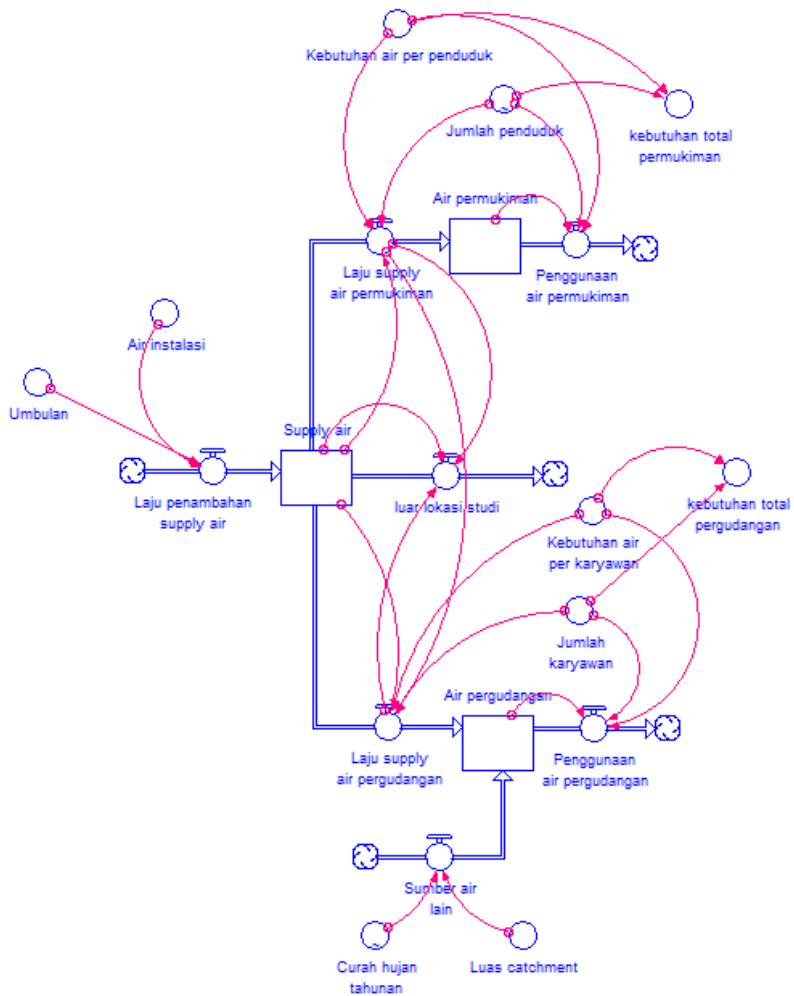 Kebutuhan air per penduduk
Jumlah penduduk
kebutuhan total
permukiman
Air permukiman
Laju supply
air permukiman
Penggunaan
air permukiman
Air instalasi
Umbulan
Supply air
Laju penambahan
supply air
luar lokasi studi
kebutuhan total
pergudangan
Kebutuhan air
per karyawan
Jumlah
karyawan
Air pergudangan
Laju supply
air pergudangan
Penggunaan
air pergudangan
Sumber air
lain
Curah hujan
tahunan
Luas catchment